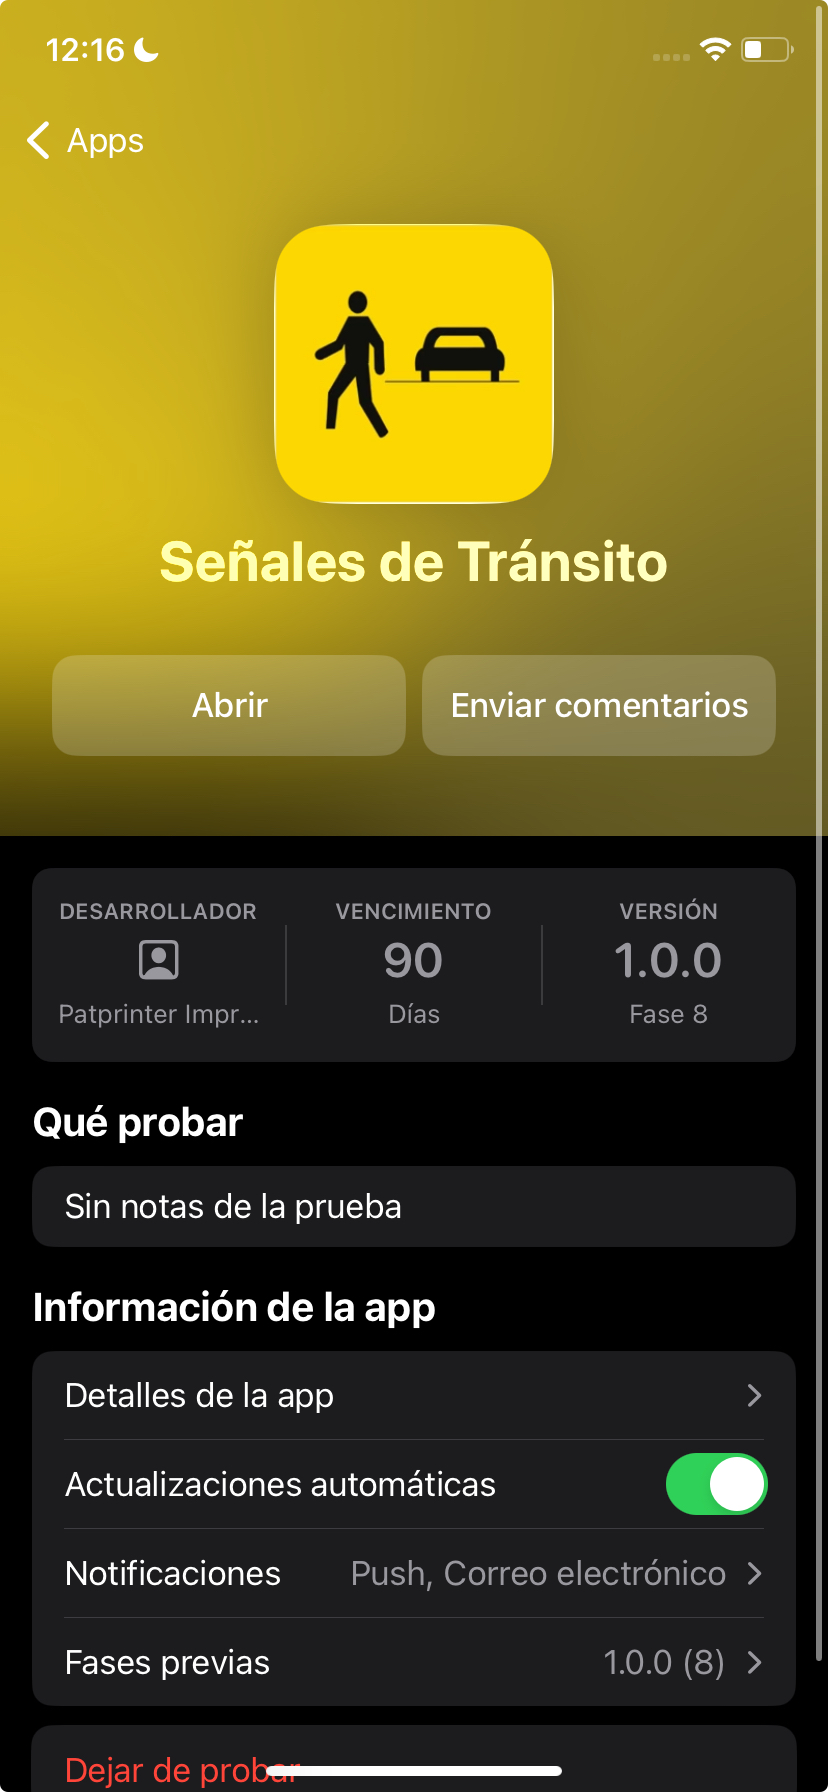 12:16
Apps
Señales de Tránsito
Abrir
Enviar comentarios
DESARROLLADOR
Patprinter Impr...
VENCIMIENTO
90
Días
VERSIÓN
1.0.0
Fase 8
Qué probar
Sin notas de la prueba
Información de la app
Detalles de la app
Actualizaciones automáticas
Notificaciones Push, Correo electrónico
Fases previas 1.0.0 (8)
Dejar de probar